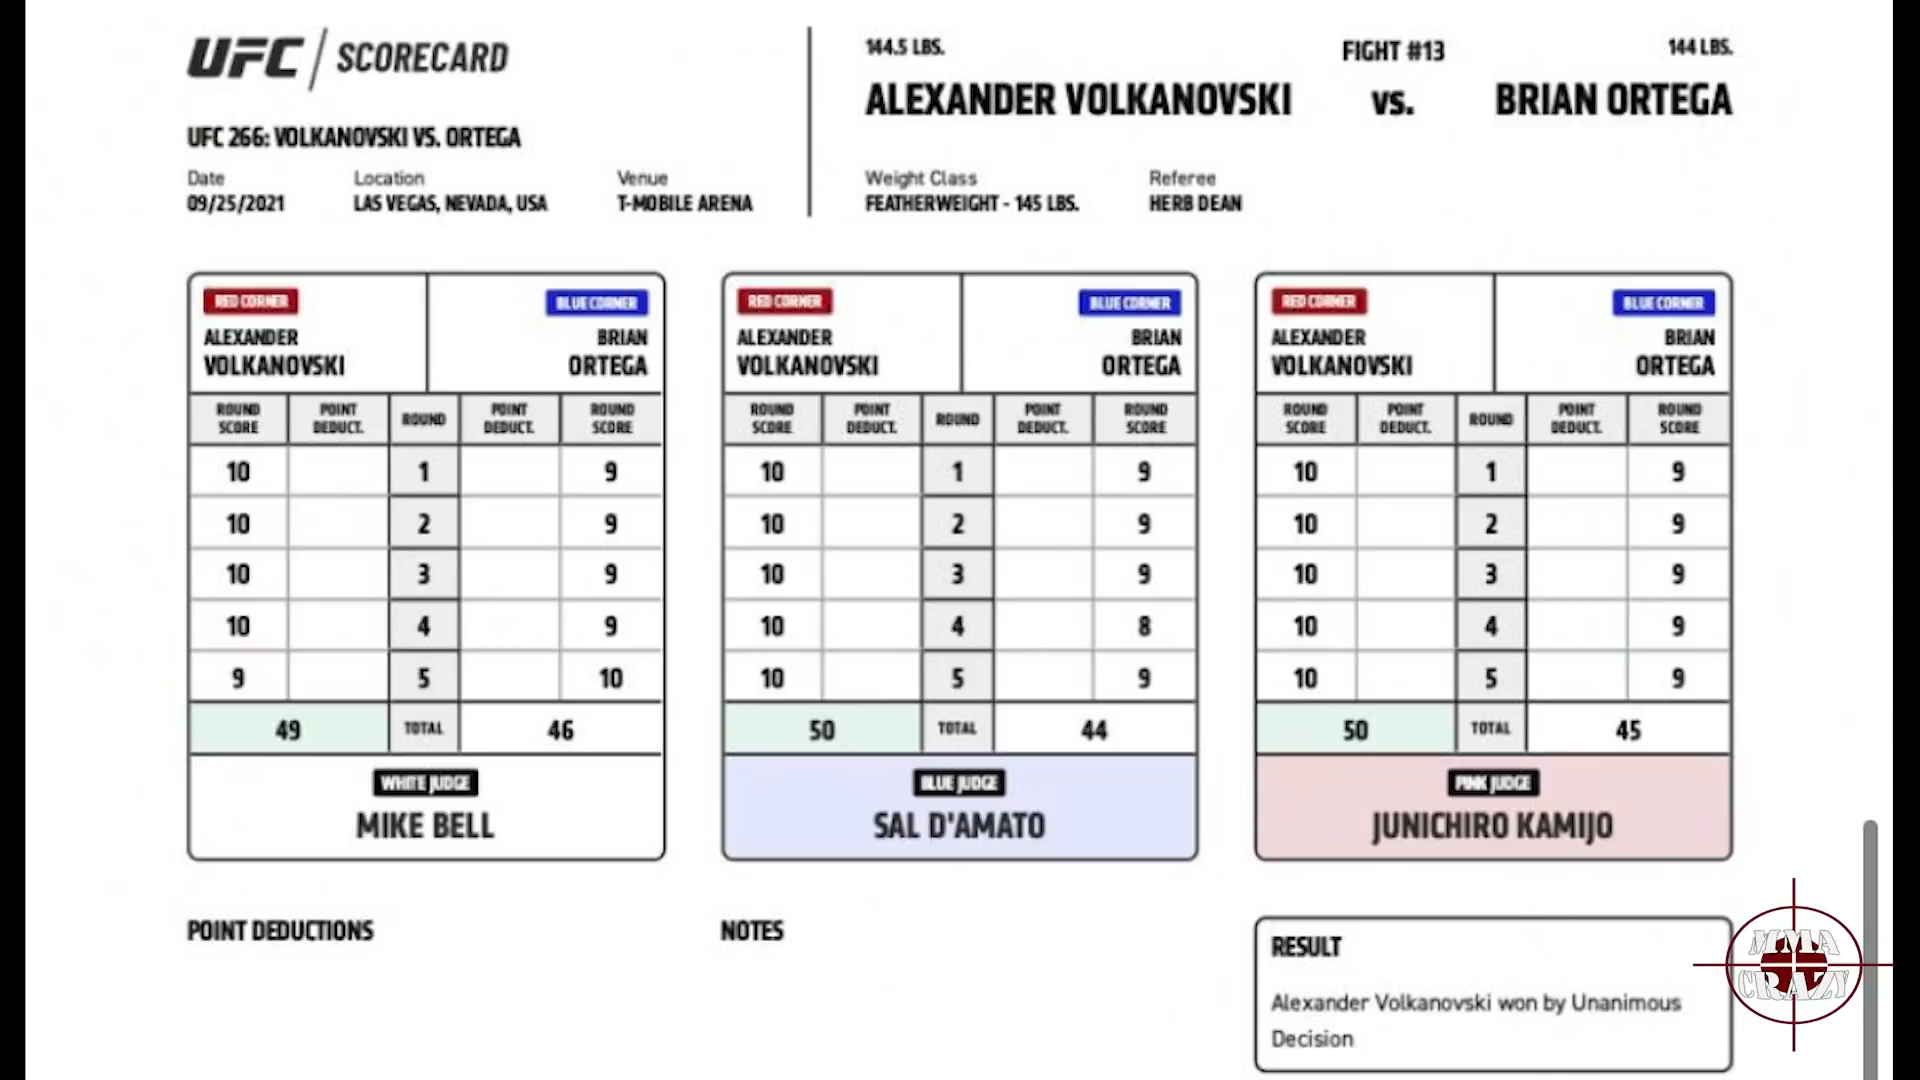 UFC / SCORECARD
UFC 266: VOLKANOVSKI VS. ORTEGA
Date Location Venue
09/25/2021 LAS VEGAS, NEVADA, USA T-MOBILE ARENA
144.5 LBS. FIGHT #13 144 LBS.
ALEXANDER VOLKANOVSKI VS. BRIAN ORTEGA
Weight Class Referee
FEATHERWEIGHT - 145 LBS. HERB DEAN
RED CORNER BLUE CORNER
ALEXANDER BRIAN
VOLKANOVSKI ORTEGA
ROUND POINT ROUND POINT ROUND
SCORE DEDUCT. DEDUCT. SCORE
10 1 9
10 2 9
10 3 9
10 4 9
9 5 10
49 TOTAL 46
WHITE JUDGE
MIKE BELL
RED CORNER BLUE CORNER
ALEXANDER BRIAN
VOLKANOVSKI ORTEGA
ROUND POINT ROUND POINT ROUND
SCORE DEDUCT. DEDUCT. SCORE
10 1 9
10 2 9
10 3 9
10 4 8
10 5 9
50 TOTAL 44
BLUE JUDGE
SAL D'AMATO
RED CORNER BLUE CORNER
ALEXANDER BRIAN
VOLKANOVSKI ORTEGA
ROUND POINT ROUND POINT ROUND
SCORE DEDUCT. DEDUCT. SCORE
10 1 9
10 2 9
10 3 9
10 4 9
10 5 9
50 TOTAL 45
PINK JUDGE
JUNICHIRO KAMIJO
POINT DEDUCTIONS
NOTES
RESULT
Alexander Volkanovski won by Unanimous
Decision
MMA
CRAZY